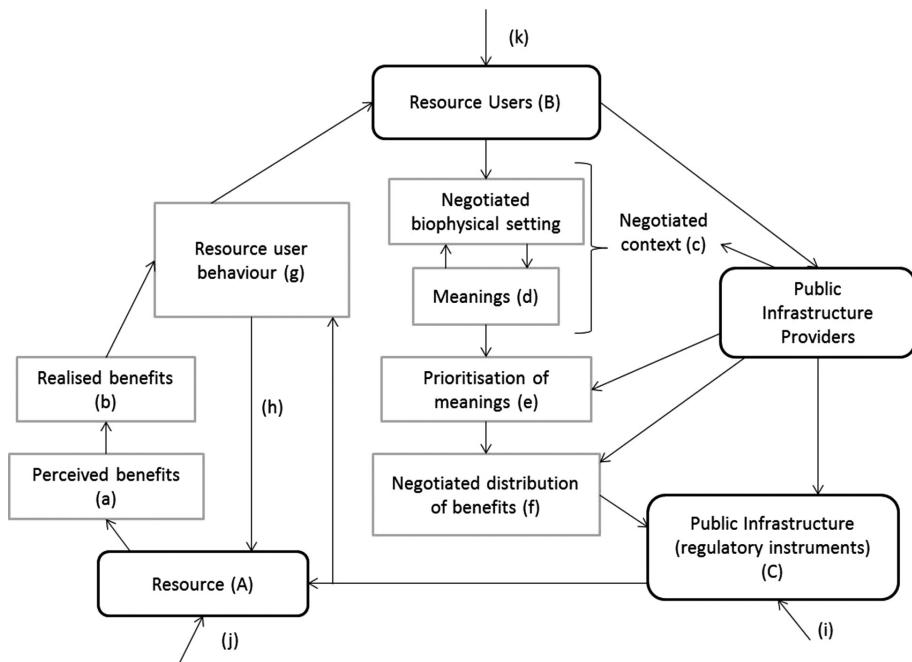 (k)
Resource Users (B)
Negotiated
biophysical setting
Meanings (d)
Negotiated
context (c)
Resource user
behaviour (g)
Public
Infrastructure
Providers
Realised benefits
(b)
Prioritisation of
meanings (e)
(h)
Perceived benefits
(a)
Negotiated distribution
of benefits (f)
Public Infrastructure
(regulatory instruments)
(C)
Resource (A)
(j)
(i)